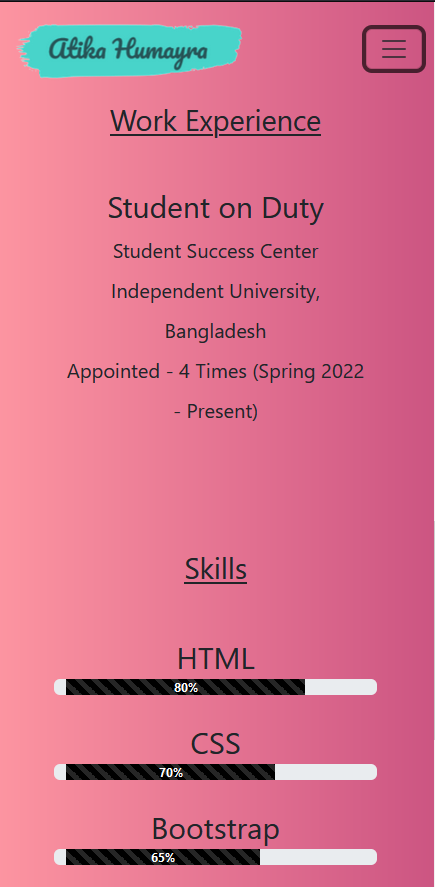 Atika Humayra
Work Experience
Student on Duty
Student Success Center
Independent University,
Bangladesh
Appointed - 4 Times (Spring 2022
- Present)
Skills
HTML
80%
CSS
70%
Bootstrap
65%